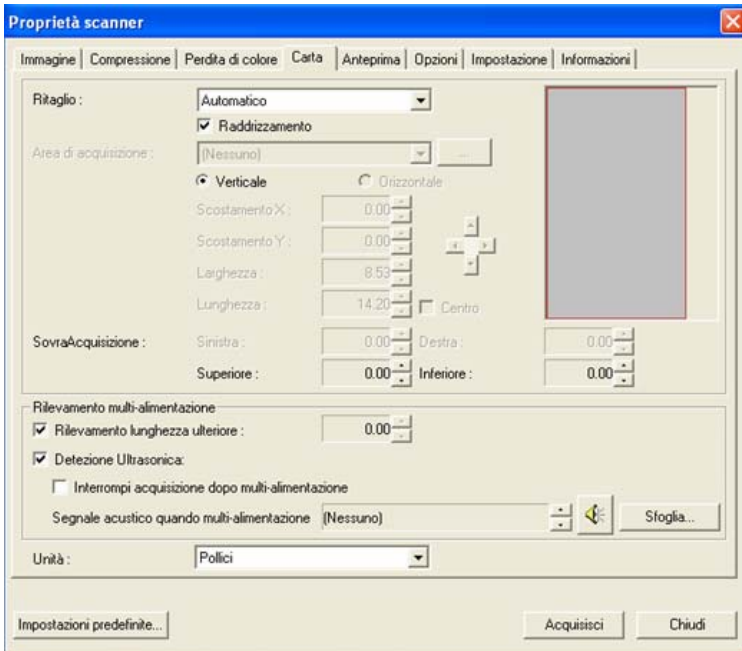 Proprietà scanner
Immagine Compressione Perdita di colore Carta Anteprima Opzioni Impostazione Informazioni
Ritaglio : Automatico
Raddrizzamento
Area di acquisizione : (Nessuno) ...
Verticale Orizzontale
Scostamento X : 0.00
Scostamento Y : 0.00
Larghezza : 8.53
Lunghezza : 14.20 Centro
SovraAcquisizione : Sinistra : 0.00 Destra : 0.00
Superiore : 0.00 Inferiore : 0.00
Rilevamento multi-alimentazione
Rilevamento lunghezza ulteriore : 0.00
Detezione Ultrasonica:
Interrompi acquisizione dopo multi-alimentazione
Segnale acustico quando multi-alimentazione (Nessuno) Sfoglia...
Unità : Pollici
Impostazioni predefinite... Acquisisci Chiudi